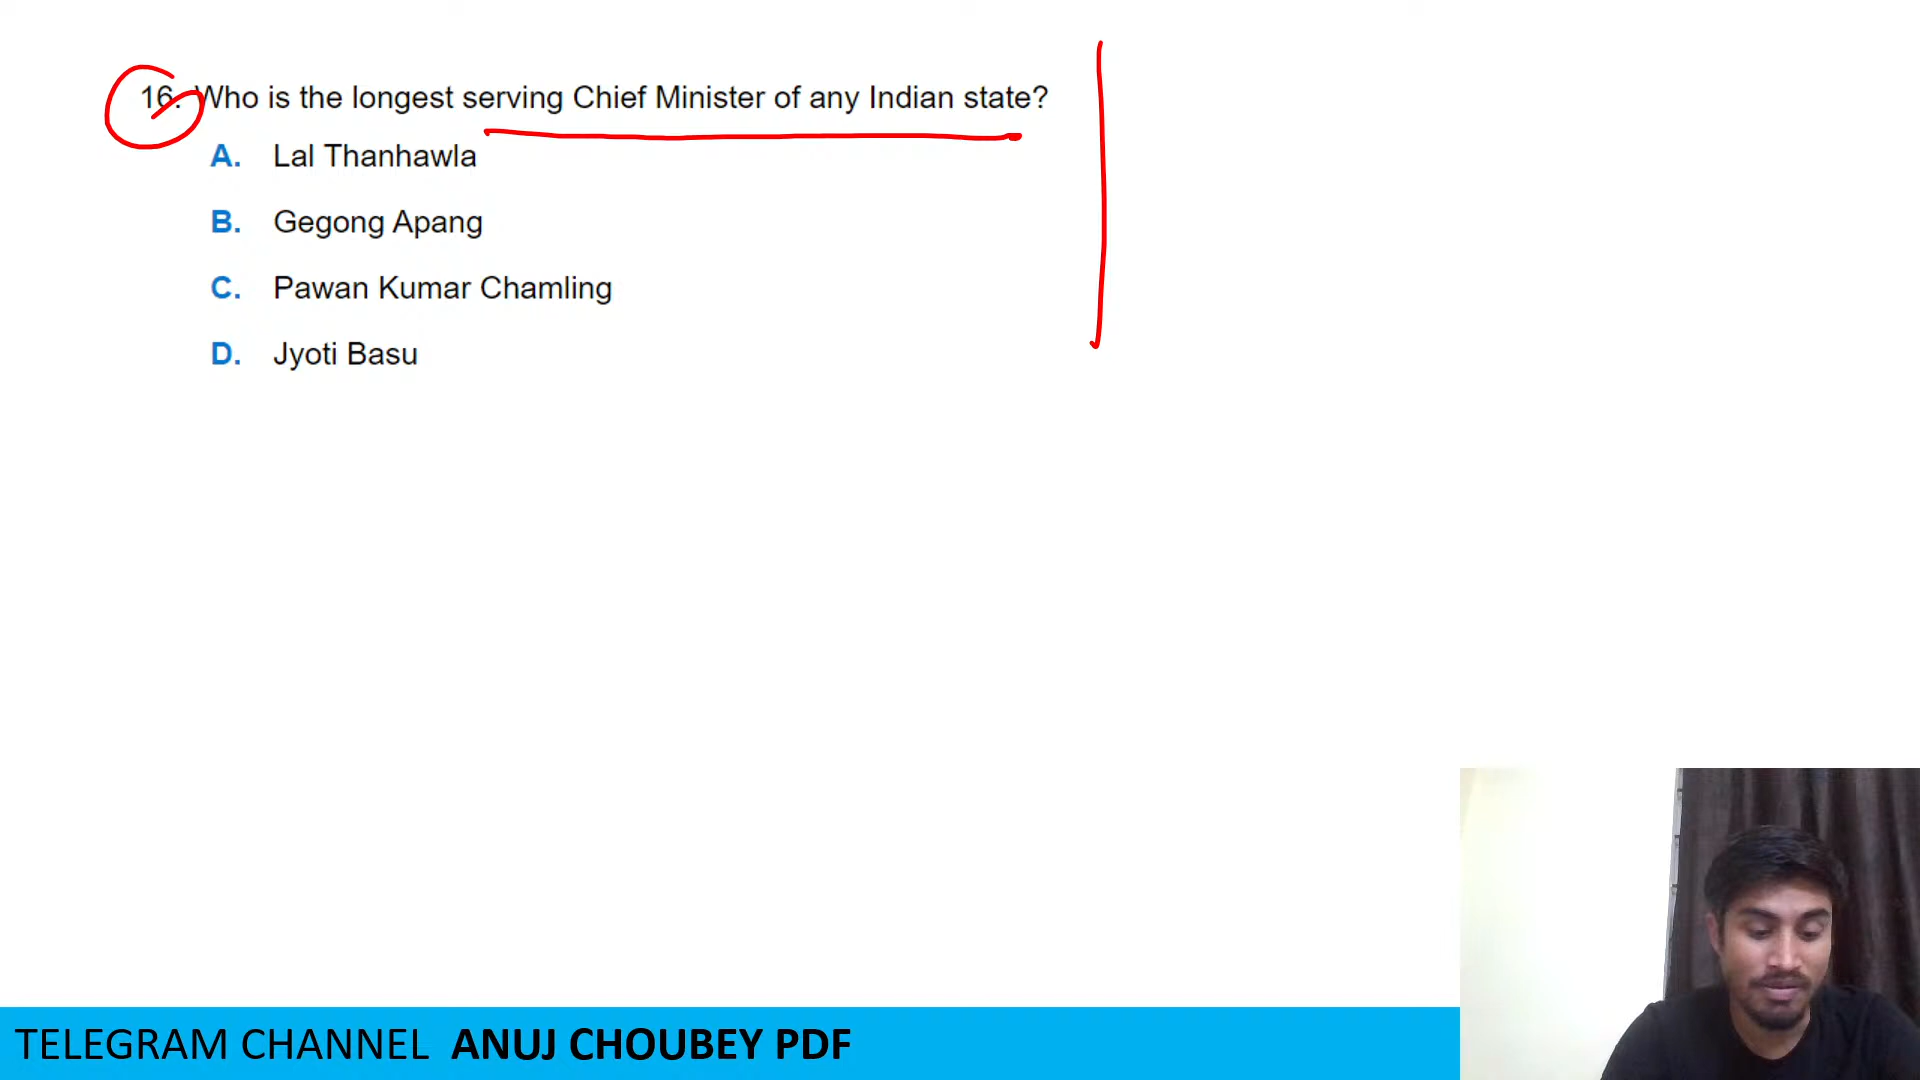 16. Who is the longest serving Chief Minister of any Indian state?
A. Lal Thanhawla
B. Gegong Apang
C. Pawan Kumar Chamling
D. Jyoti Basu
TELEGRAM CHANNEL ANUJ CHOUBEY PDF